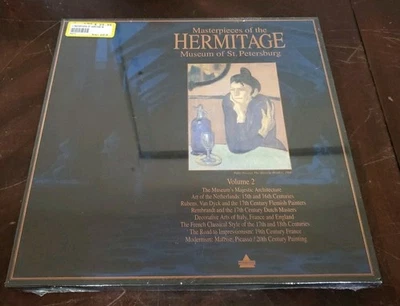 Masterpieces of the
HERMITAGE
Museum of St. Petersburg
Volume 2
The Museum's Majestic Architecture
Art of the Netherlands, 15th and 16th Centuries
Rubens, Van Dyck and the 17th Century Flemish Painters
Rembrandt and the 17th Century Dutch Masters
Decorative Arts of Italy, France and England
The French Classical Style of the 17th and 18th Centuries
The Road to Impressionism: 19th Century France
Modernism: Matisse, Picasso / 20th Century Painting